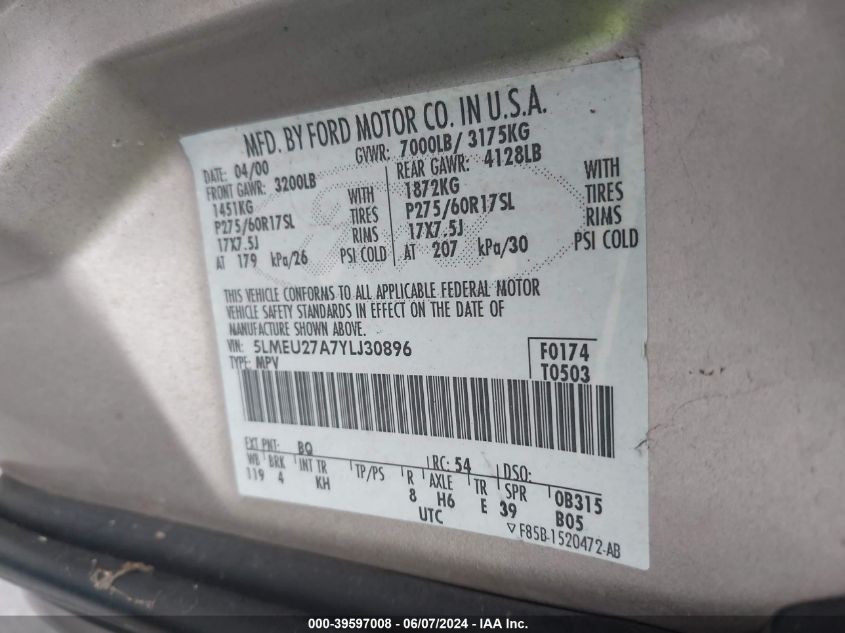 MFD. BY FORD MOTOR CO. IN U.S.A.
DATE: 04/00 GVWR: 7000LB/ 3175KG
FRONT GAWR: 3200LB REAR GAWR: 4128LB
1451KG WITH 1872KG WITH
P275/60R17SL TIRES P275/60R17SL TIRES
17X7.5J RIMS 17X7.5J RIMS
AT 179 kPa/26 PSI COLD AT 207 kPa/30 PSI COLD
THIS VEHICLE CONFORMS TO ALL APPLICABLE FEDERAL MOTOR
VEHICLE SAFETY STANDARDS IN EFFECT ON THE DATE OF
MANUFACTURE SHOWN ABOVE.
VIN: 5LMEU27A7YLJ30896 F0174
TYPE: MPV T0503
EXT PNT: BQ RC: 54 DSO:
WB BRK INT TR TP/PS R AXLE TR SPR 0B315
119 4 KH 8 H6 E 39 B05
UTC ▽F85B-1520472-AB
000-39597008 - 06/07/2024 - IAA Inc.